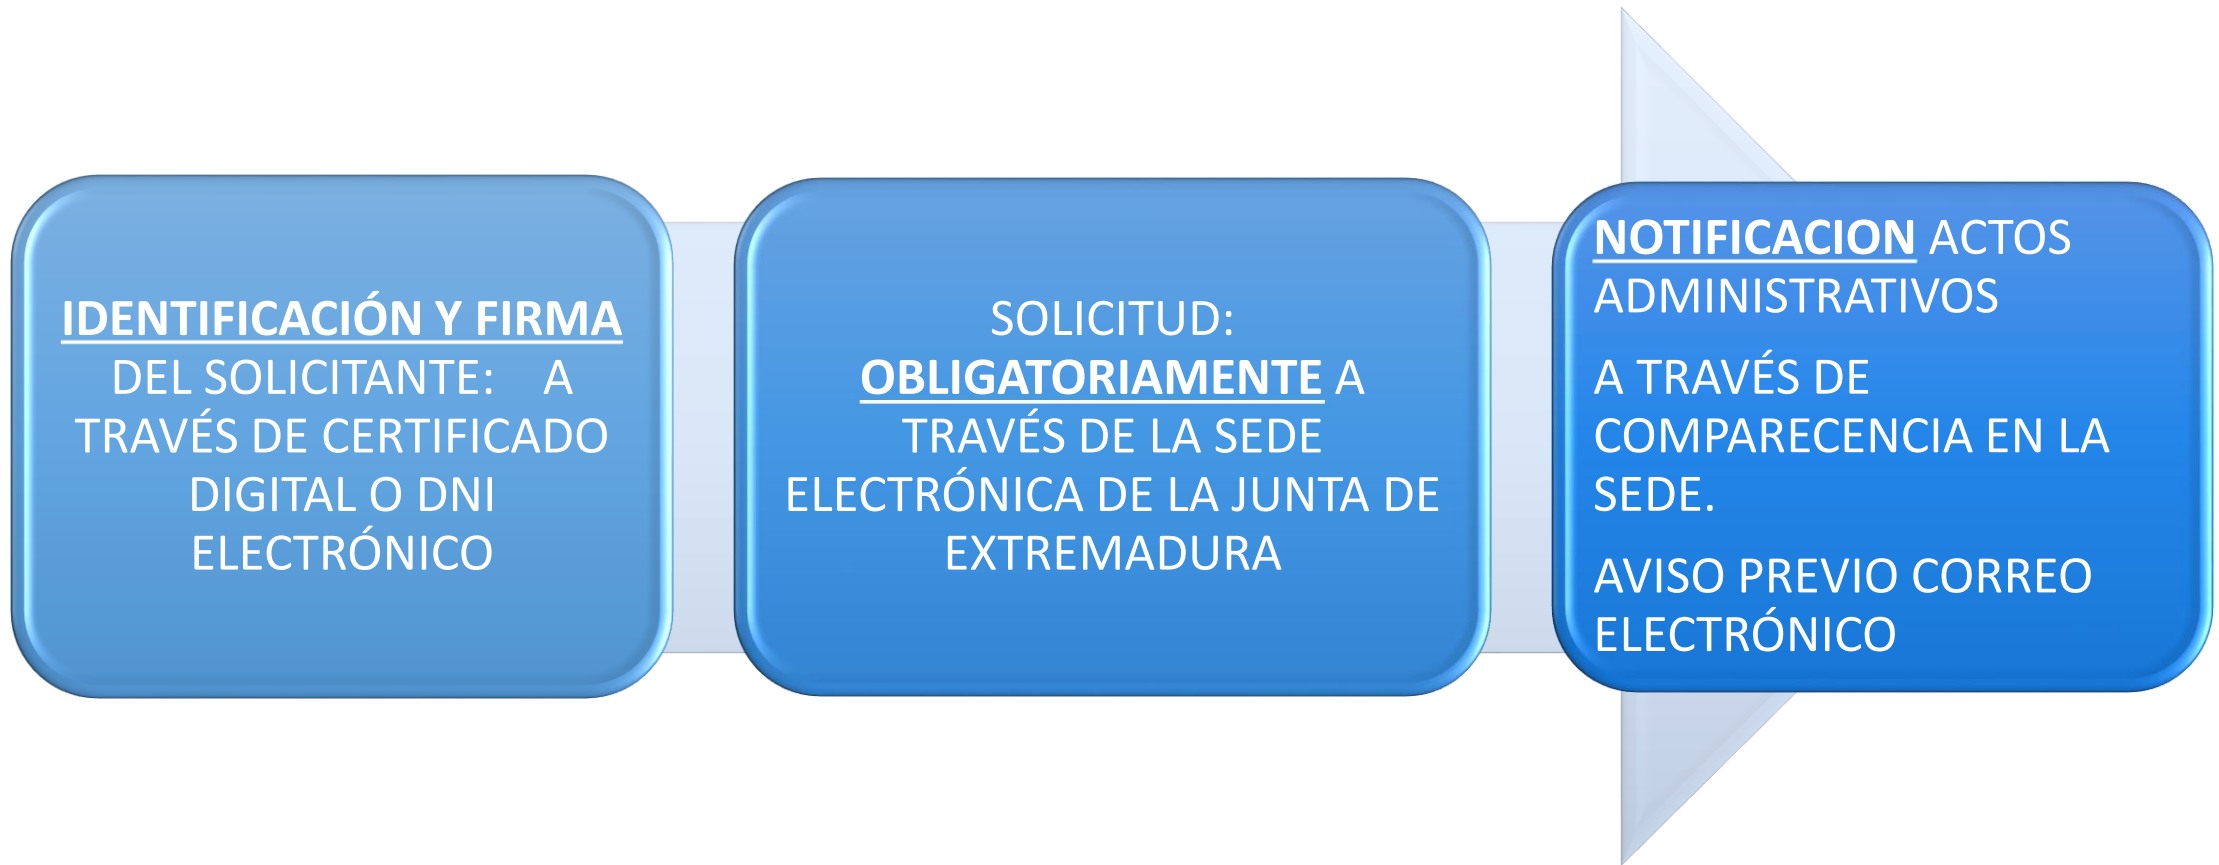 IDENTIFICACIÓN Y FIRMA
DEL SOLICITANTE: A
TRAVÉS DE CERTIFICADO
DIGITAL O DNI
ELECTRÓNICO
SOLICITUD:
OBLIGATORIAMENTE A
TRAVÉS DE LA SEDE
ELECTRÓNICA DE LA JUNTA DE
EXTREMADURA
NOTIFICACION ACTOS
ADMINISTRATIVOS
A TRAVÉS DE
COMPARECENCIA EN LA
SEDE.
AVISO PREVIO CORREO
ELECTRÓNICO